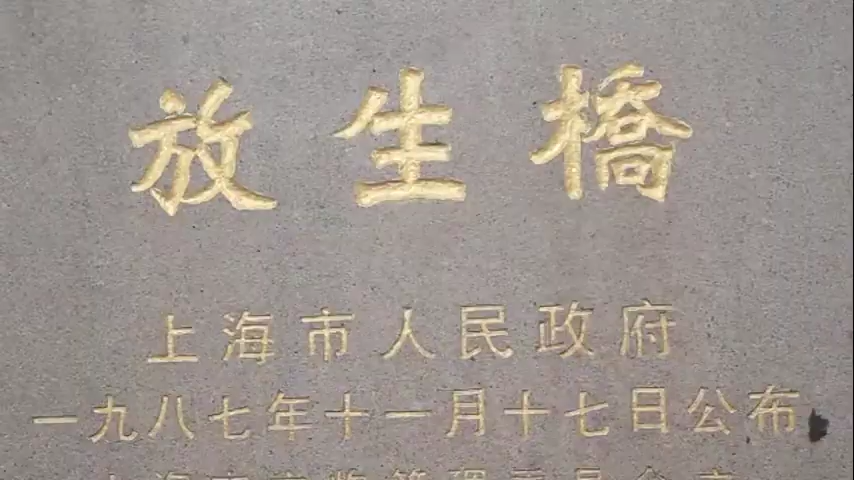 放生橋
上海市人民政府
一九八七年十一月十七日公布